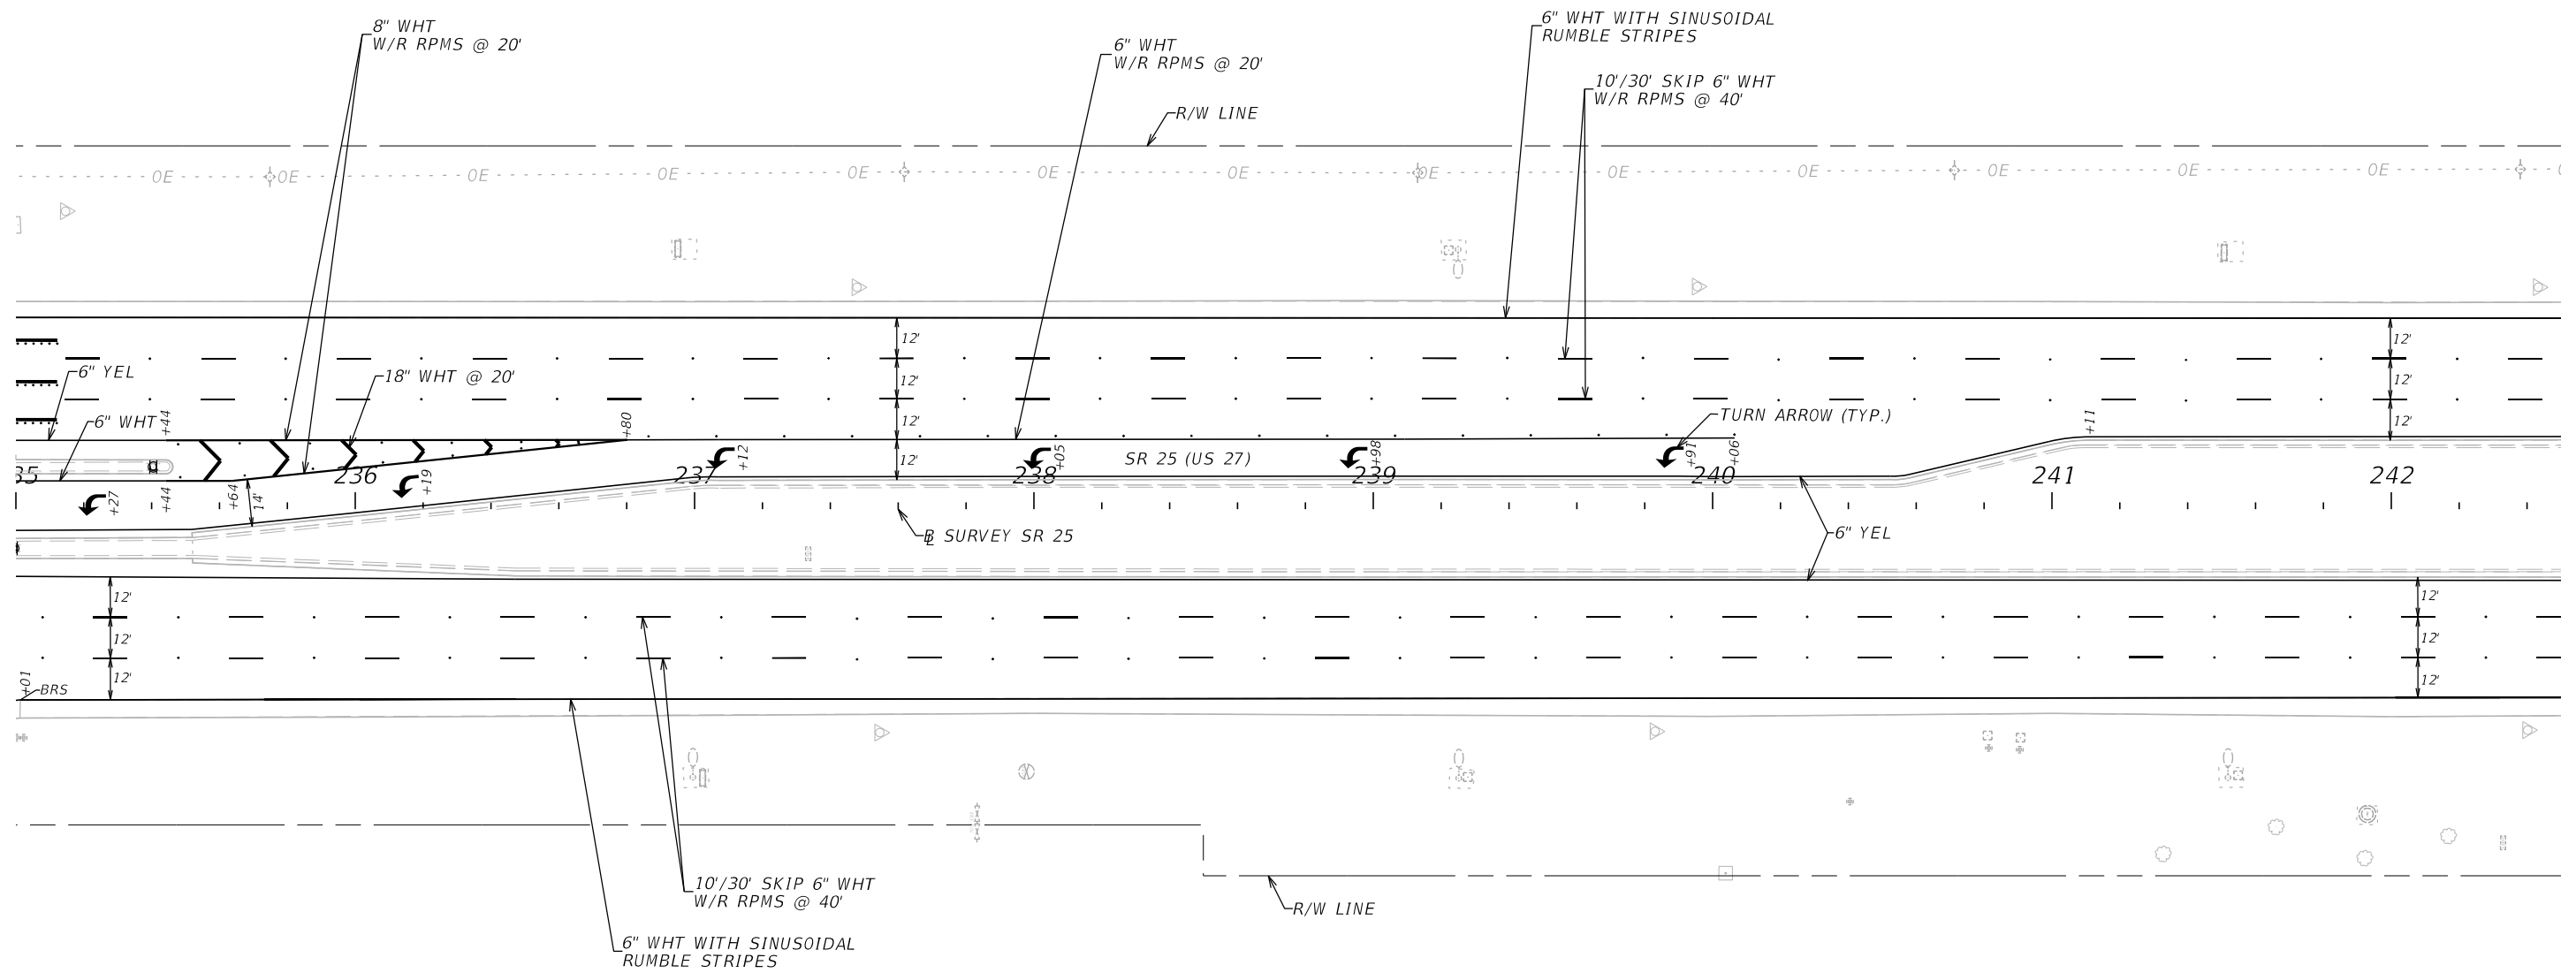 8" WHT
W/R RPMS @ 20'
6" WHT
W/R RPMS @ 20'
6" WHT WITH SINUSOIDAL
RUMBLE STRIPES
10'/30' SKIP 6" WHT
W/R RPMS @ 40'
R/W LINE
OE OE OE OE OE OE OE OE OE OE OE OE OE
12' 12'
6" YEL
18" WHT @ 20'
12' 12'
6" WHT
+44
+80
12'
TURN ARROW (TYP.)
+11
12'
+12
12'
+05
SR 25 (US 27)
+98
+91
+06
35 236 237 238 239 240 241 242
+27
+44
+64
14'
+19
B SURVEY SR 25
L
6" YEL
12' 12'
12' 12'
12' 12'
+01
BRS
10'/30' SKIP 6" WHT
W/R RPMS @ 40'
R/W LINE
6" WHT WITH SINUSOIDAL
RUMBLE STRIPES